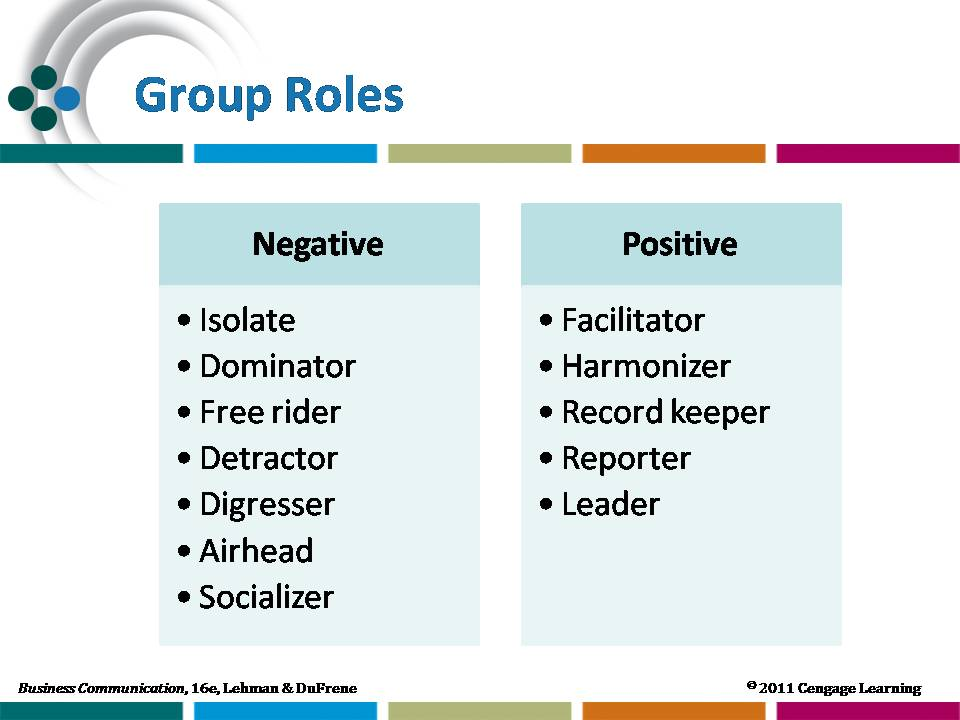 Group Roles
Negative
• Isolate
• Dominator
• Free rider
• Detractor
• Digresser
• Airhead
• Socializer
Positive
• Facilitator
• Harmonizer
• Record keeper
• Reporter
• Leader
Business Communication, 16e, Lehman & DuFrene
© 2011 Cengage Learning